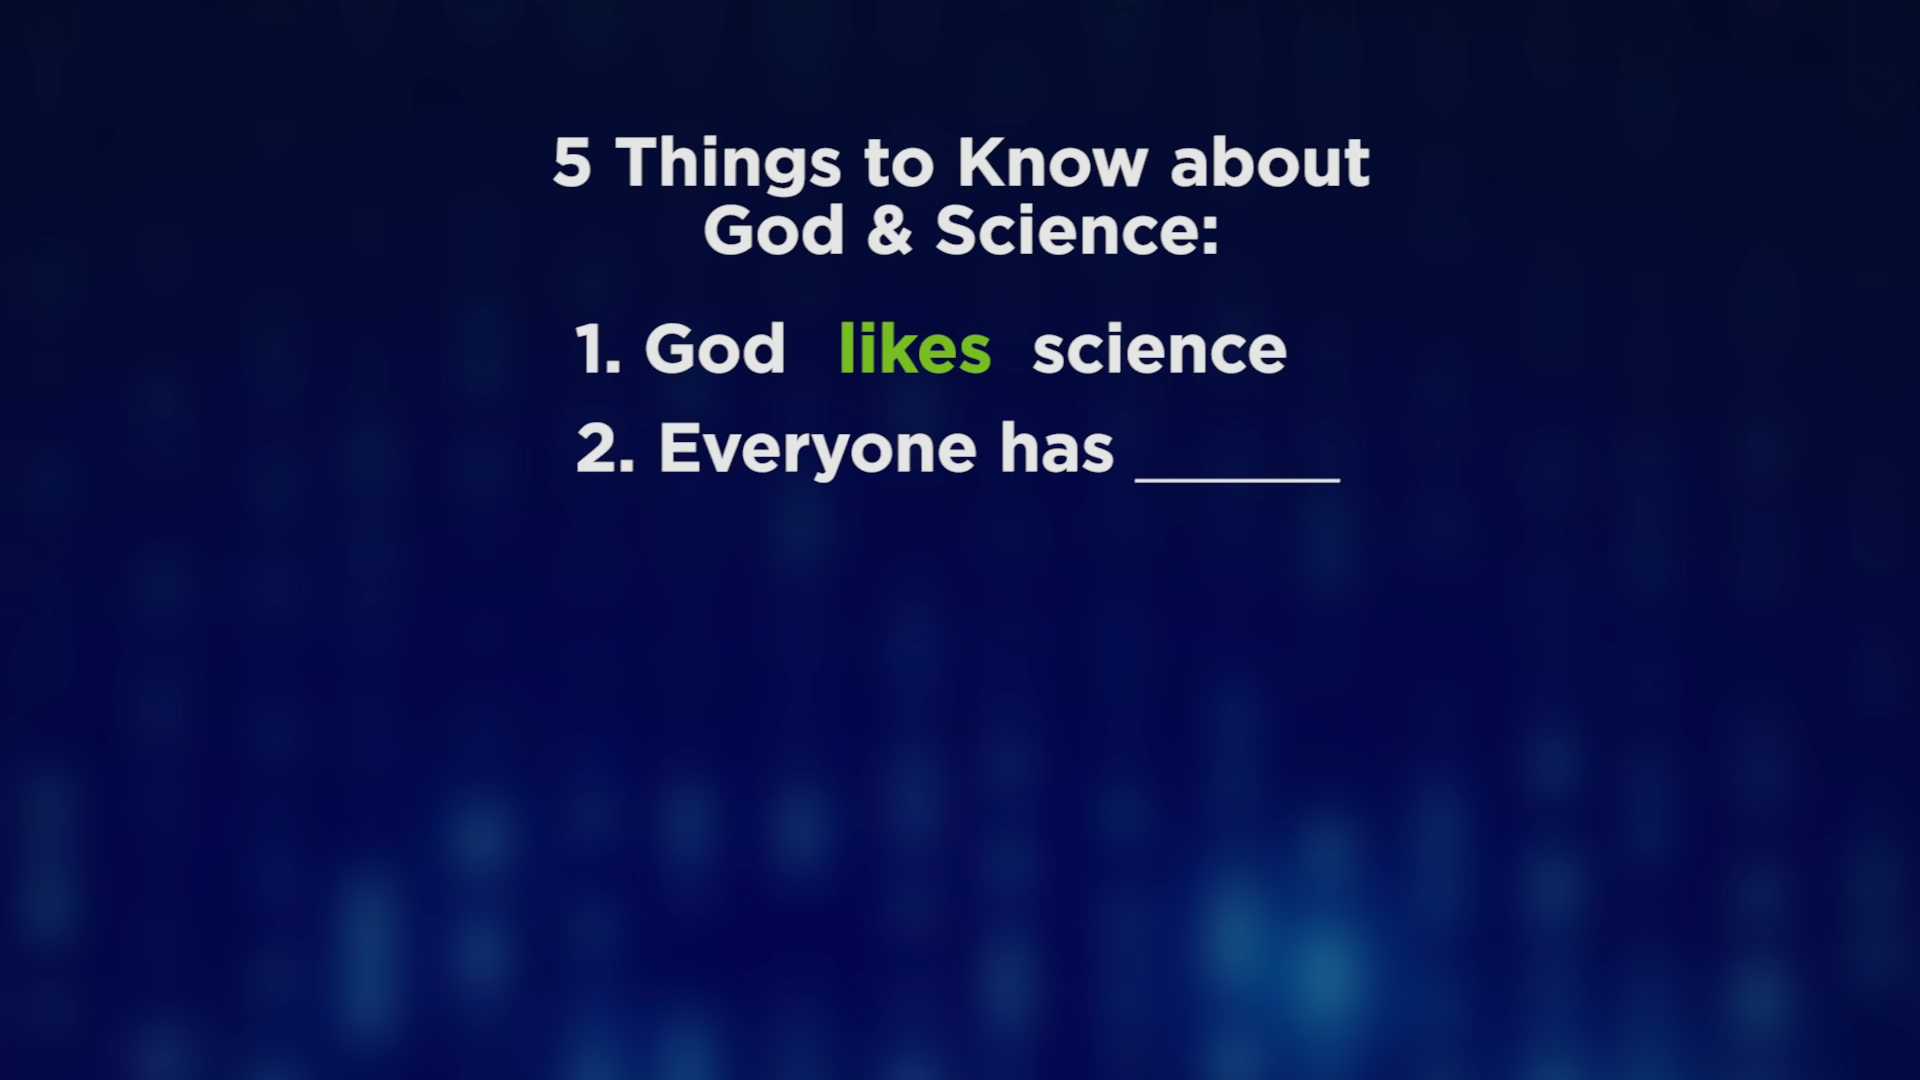 5 Things to Know about
God & Science:
1. God likes science
2. Everyone has ______